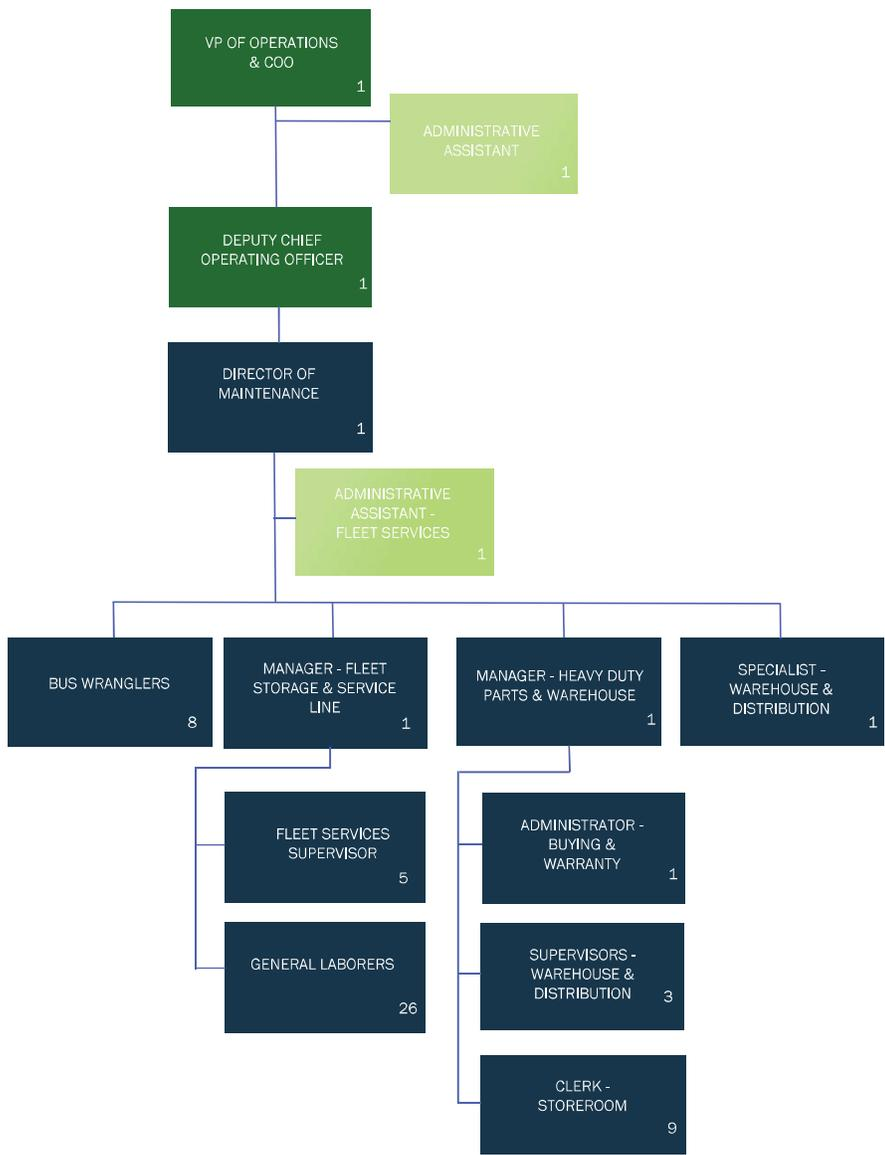 VP OF OPERATIONS
& COO
1
ADMINISTRATIVE
ASSISTANT
1
DEPUTY CHIEF
OPERATING OFFICER
1
DIRECTOR OF
MAINTENANCE
1
ADMINISTRATIVE
ASSISTANT -
FLEET SERVICES
1
BUS WRANGLERS
8
MANAGER - FLEET
STORAGE & SERVICE
LINE
1
MANAGER - HEAVY DUTY
PARTS & WAREHOUSE
1
SPECIALIST -
WAREHOUSE &
DISTRIBUTION
1
FLEET SERVICES
SUPERVISOR
5
GENERAL LABORERS
26
ADMINISTRATOR -
BUYING &
WARRANTY
1
SUPERVISORS -
WAREHOUSE &
DISTRIBUTION
3
CLERK -
STOREROOM
9